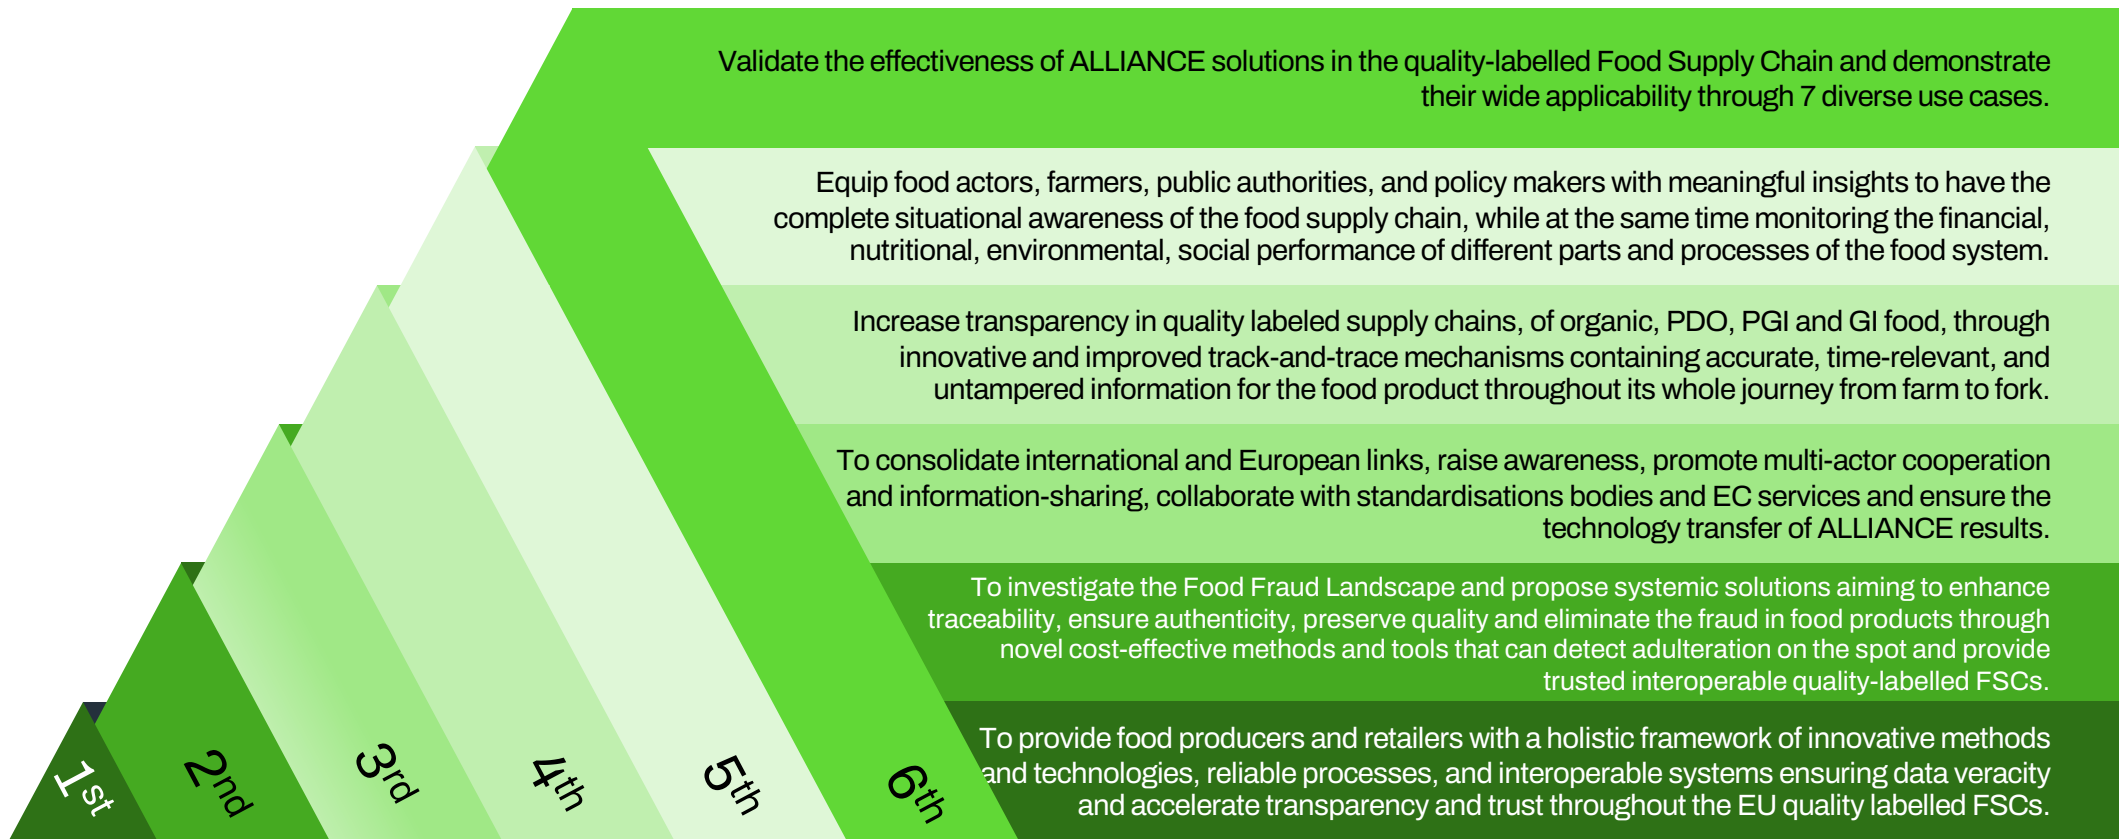 Validate the effectiveness of ALLIANCE solutions in the quality-labelled Food Supply Chain and demonstrate
their wide applicability through 7 diverse use cases.
Equip food actors, farmers, public authorities, and policy makers with meaningful insights to have the
complete situational awareness of the food supply chain, while at the same time monitoring the financial,
nutritional, environmental, social performance of different parts and processes of the food system.
Increase transparency in quality labeled supply chains, of organic, PDO, PGI and GI food, through
innovative and improved track-and-trace mechanisms containing accurate, time-relevant, and
untampered information for the food product throughout its whole journey from farm to fork.
To consolidate international and European links, raise awareness, promote multi-actor cooperation
and information-sharing, collaborate with standardisations bodies and EC services and ensure the
technology transfer of ALLIANCE results.
To investigate the Food Fraud Landscape and propose systemic solutions aiming to enhance
traceability, ensure authenticity, preserve quality and eliminate the fraud in food products through
novel cost-effective methods and tools that can detect adulteration on the spot and provide
trusted interoperable quality-labelled FSCs.
To provide food producers and retailers with a holistic framework of innovative methods
and technologies, reliable processes, and interoperable systems ensuring data veracity
and accelerate transparency and trust throughout the EU quality labelled FSCs.
1st
2nd
3rd
4th
5th
6th